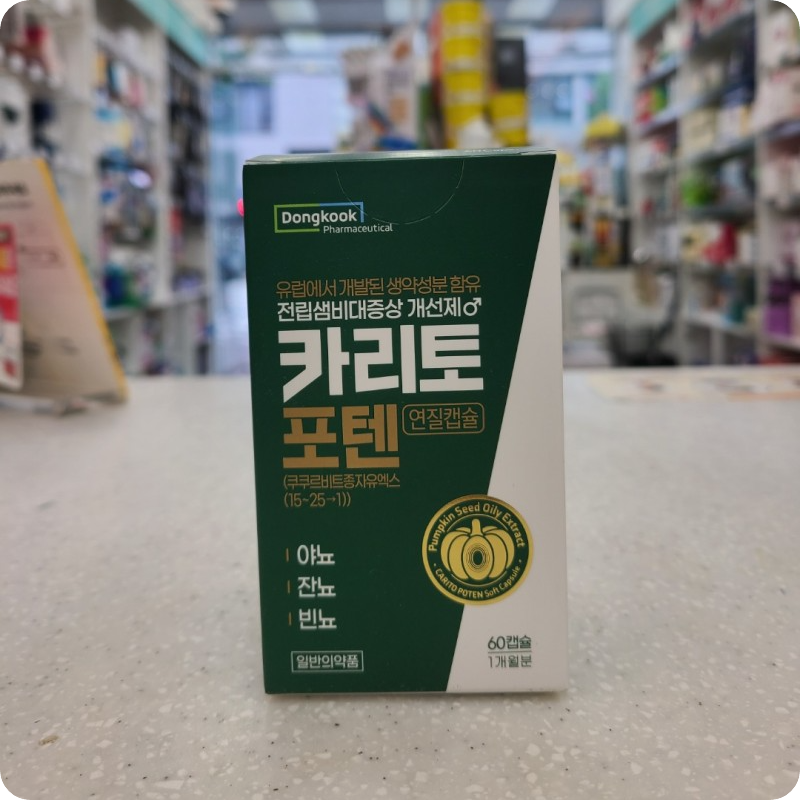 Dongkook
Pharmaceutical
유럽에서 개발된 생약성분 함유
전립샘비대증상 개선제♂
카리토
포텐 연질캡슐
(쿠쿠르비트종자유엑스
(15~25→1))
Pumpkin Seed Oily Extract
• CARITO POTEN Soft Capsule •
야뇨
잔뇨
빈뇨
일반의약품
60캡슐
1개월분